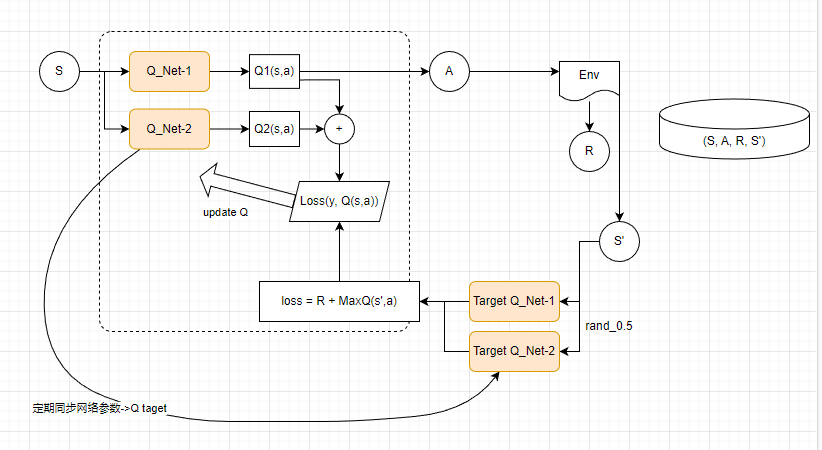 S
Q_Net-1
Q1(s,a)
A
Env
Q_Net-2
Q2(s,a)
+
R
(S, A, R, S')
Loss(y, Q(s,a))
update Q
S'
loss = R + MaxQ(s',a)
Target Q_Net-1
rand_0.5
Target Q_Net-2
定期同步网络参数->Q taget